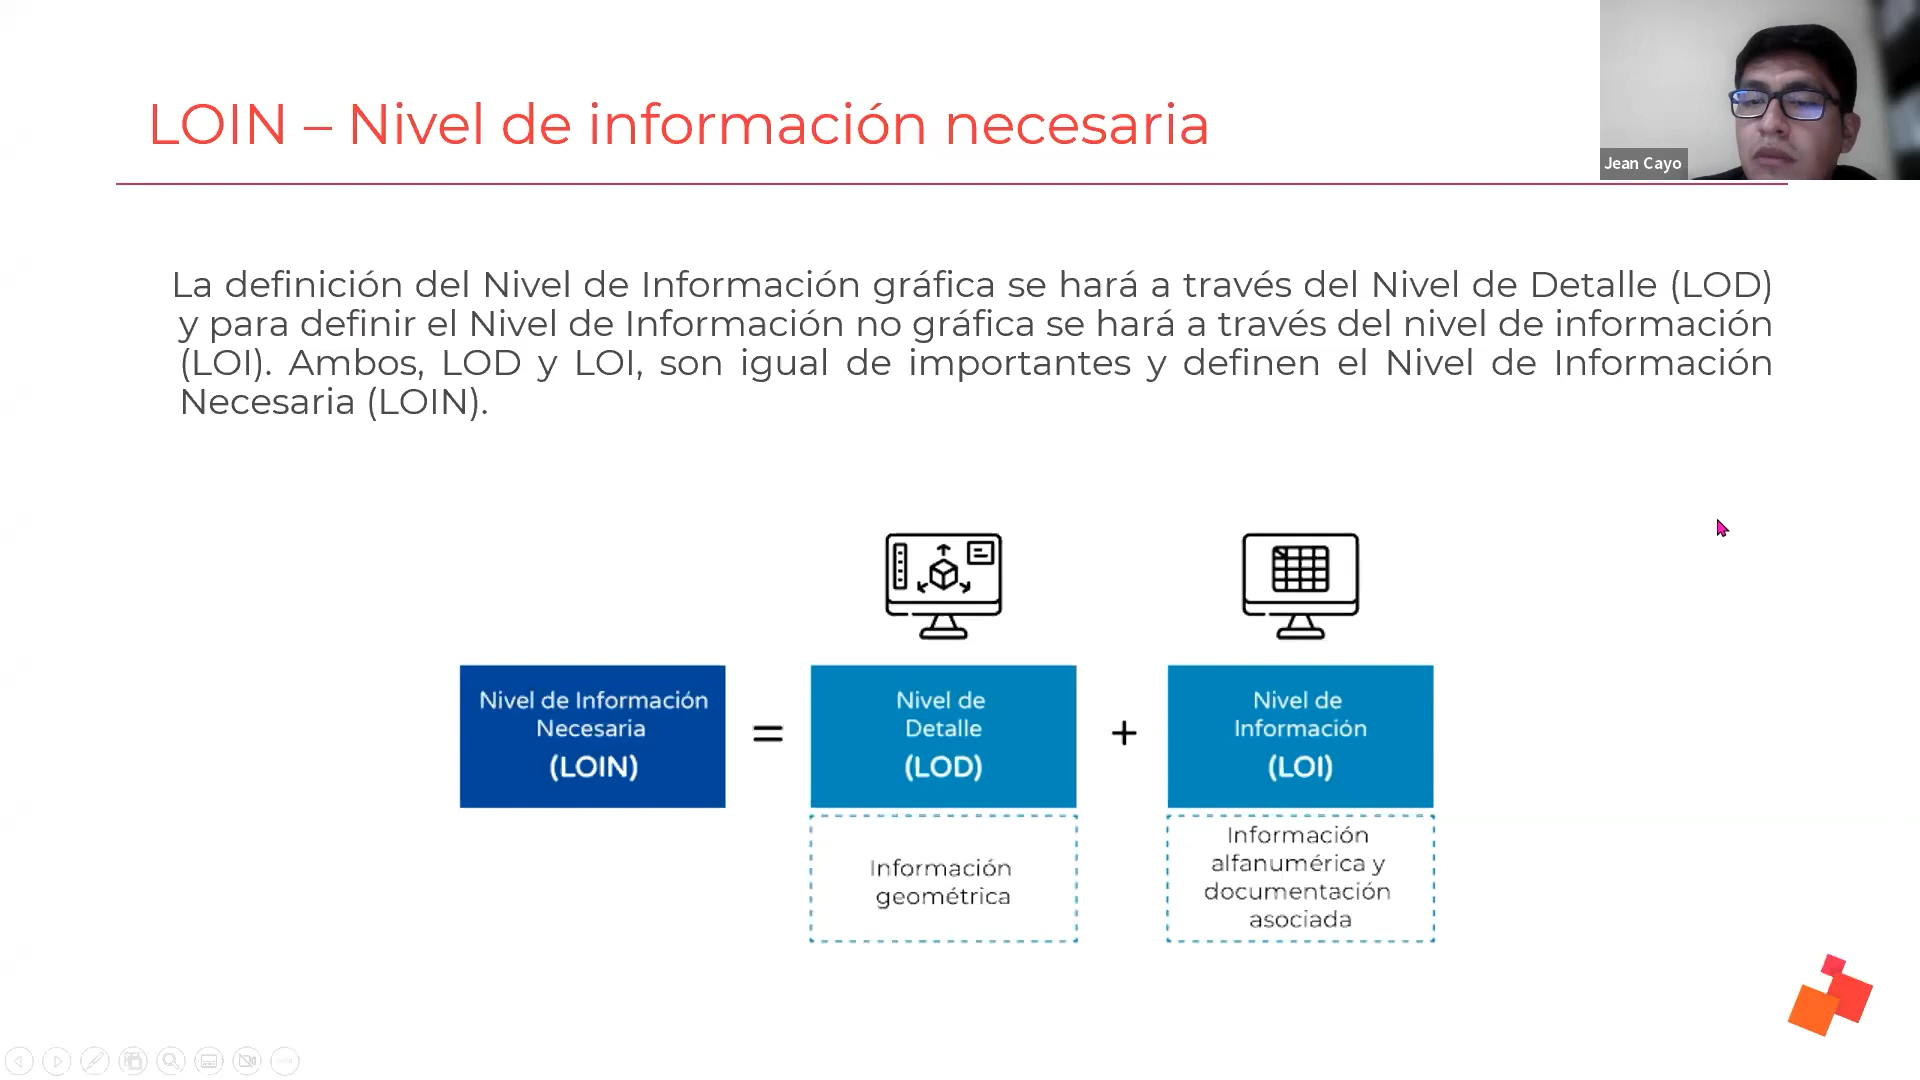 LOIN – Nivel de información necesaria
Jean Cayo
La definición del Nivel de Información gráfica se hará a través del Nivel de Detalle (LOD)
y para definir el Nivel de Información no gráfica se hará a través del nivel de información
(LOI). Ambos, LOD y LOI, son igual de importantes y definen el Nivel de Información
Necesaria (LOIN).
Nivel de Información
Necesaria
(LOIN)
=
Nivel de
Detalle
(LOD)
+
Nivel de
Información
(LOI)
Información
geométrica
Información
alfanumérica y
documentación
asociada